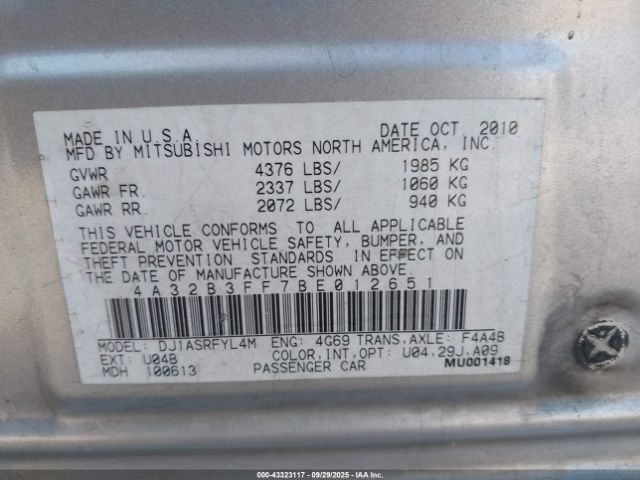 MADE IN U.S.A. DATE OCT. 2010
MFD BY MITSUBISHI MOTORS NORTH AMERICA, INC.
GVWR 4376 LBS/ 1985 KG
GAWR FR. 2337 LBS/ 1060 KG
GAWR RR. 2072 LBS/ 940 KG
THIS VEHICLE CONFORMS TO ALL APPLICABLE
FEDERAL MOTOR VEHICLE SAFETY, BUMPER, AND
THEFT PREVENTION STANDARDS IN EFFECT ON
THE DATE OF MANUFACTURE SHOWN ABOVE.
4A32B3FF7BE012651
MODEL: DJ1ASRFYL4M ENG: 4G69 TRANS,AXLE: F4A4B
EXT: U04B COLOR,INT,OPT: U04,29J,A09
MDH 100613 PASSENGER CAR MU001418
000-43323117 - 09/29/2025 - IAAI, Inc.